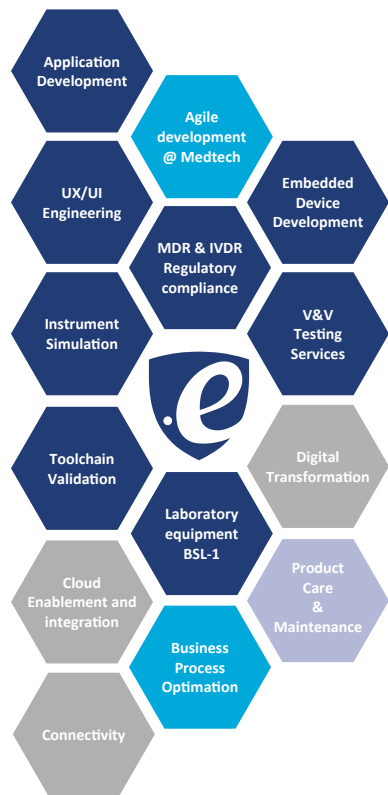 Application
Development
Agile
development
@ Medtech
UX/UI
Engineering
Embedded
Device
Development
MDR & IVDR
Regulatory
compliance
Instrument
Simulation
V&V
Testing
Services
.e
Toolchain
Validation
Digital
Transformation
Laboratory
equipment
BSL-1
Cloud
Enablement and
integration
Product
Care
&
Maintenance
Business
Process
Optimation
Connectivity